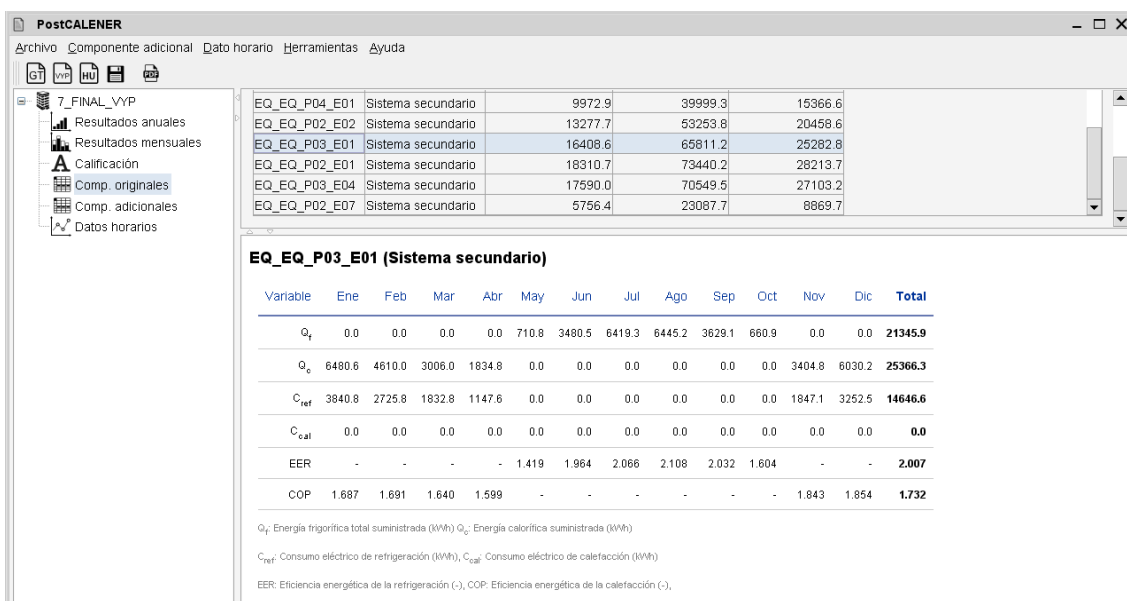 PostCALENER
Archivo Componente adicional Dato horario Herramientas Ayuda
GT VYP HU PDF
7_FINAL_VYP
Resultados anuales
Resultados mensuales
A Calificación
Comp. originales
Comp. adicionales
Datos horarios
EQ_EQ_P04_E01 Sistema secundario 9972.9 39999.3 15366.6
EQ_EQ_P02_E02 Sistema secundario 13277.7 53253.8 20458.6
EQ_EQ_P03_E01 Sistema secundario 16408.6 65811.2 25282.8
EQ_EQ_P02_E01 Sistema secundario 18310.7 73440.2 28213.7
EQ_EQ_P03_E04 Sistema secundario 17590.0 70549.5 27103.2
EQ_EQ_P02_E07 Sistema secundario 5756.4 23087.7 8869.7
EQ_EQ_P03_E01 (Sistema secundario)
Variable Ene Feb Mar Abr May Jun Jul Ago Sep Oct Nov Dic Total
Qf 0.0 0.0 0.0 0.0 710.8 3480.5 6419.3 6445.2 3629.1 660.9 0.0 0.0 21345.9
Qc 6480.6 4610.0 3006.0 1834.8 0.0 0.0 0.0 0.0 0.0 0.0 3404.8 6030.2 25366.3
Cref 3840.8 2725.8 1832.8 1147.6 0.0 0.0 0.0 0.0 0.0 0.0 1847.1 3252.5 14646.6
Ccal 0.0 0.0 0.0 0.0 0.0 0.0 0.0 0.0 0.0 0.0 0.0 0.0 0.0
EER - - - - 1.419 1.964 2.066 2.108 2.032 1.604 - - 2.007
COP 1.687 1.691 1.640 1.599 - - - - - - 1.843 1.854 1.732
Qf: Energía frigorífica total suministrada (kWh) Qc: Energía calorífica suministrada (kWh)
Cref: Consumo eléctrico de refrigeración (kWh), Ccal: Consumo eléctrico de calefacción (kWh)
EER: Eficiencia energética de la refrigeración (-), COP: Eficiencia energética de la calefacción (-),